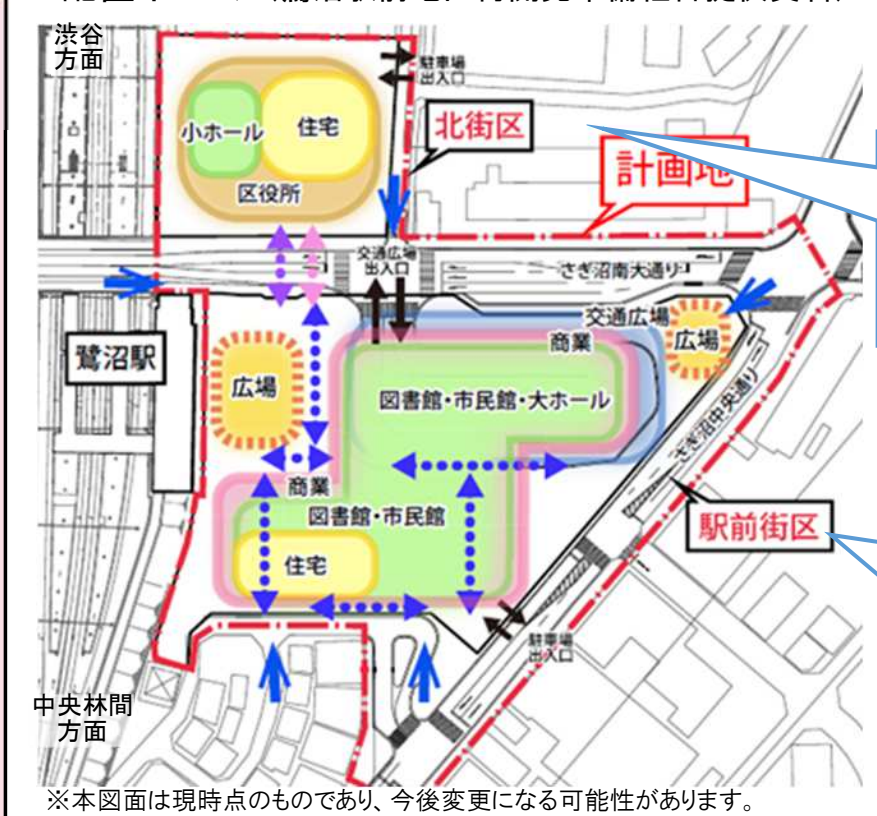 渋谷
方面
駐車場
出入口
小ホール
住宅
区役所
北街区
計画地
交通広場
出入口
さぎ沼南大通り
鷺沼駅
広場
交通広場
商業
広場
図書館・市民館・大ホール
さぎ沼中央通り
商業
図書館・市民館
住宅
駅前街区
駐車場
出入口
中央林間
方面
※本図面は現時点のものであり、今後変更になる可能性があります。